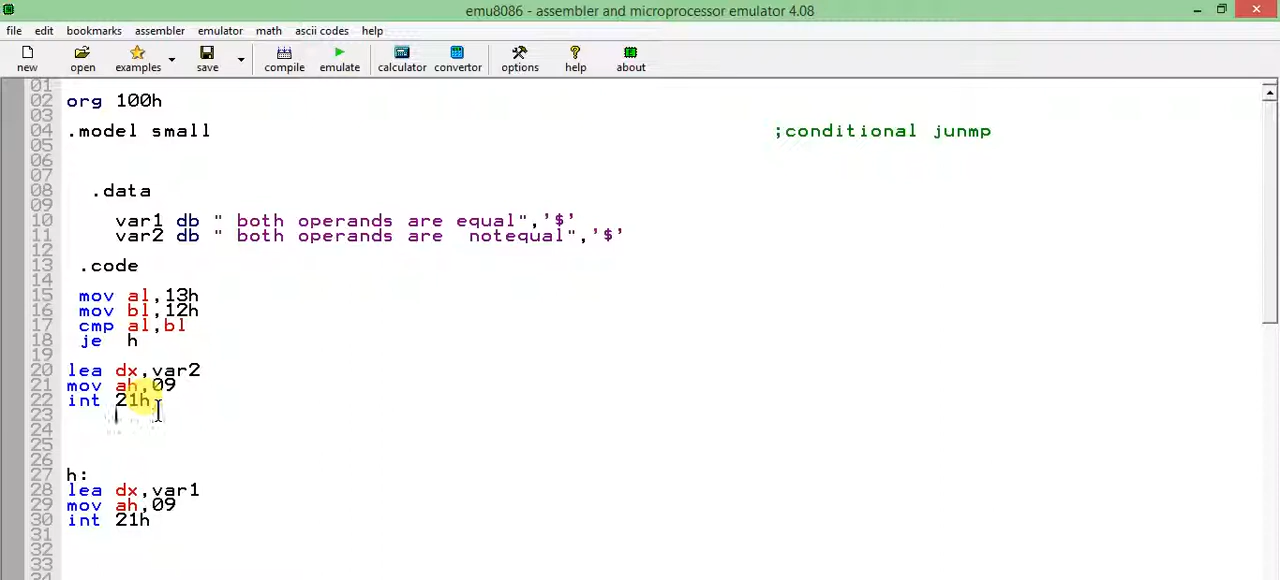 emu8086 - assembler and microprocessor emulator 4.08
file edit bookmarks assembler emulator math ascii codes help
new open examples save compile emulate calculator convertor options help about
01
02 org 100h
03
04 .model small ;conditional junmp
05
06
07
08 .data
09
10 var1 db " both operands are equal",'$'
11 var2 db " both operands are notequal",'$'
12
13 .code
14
15 mov al,13h
16 mov bl,12h
17 cmp al,bl
18 je h
19
20 lea dx,var2
21 mov ah,09
22 int 21h
23
24
25
26
27 h:
28 lea dx,var1
29 mov ah,09
30 int 21h
31
32
33
34